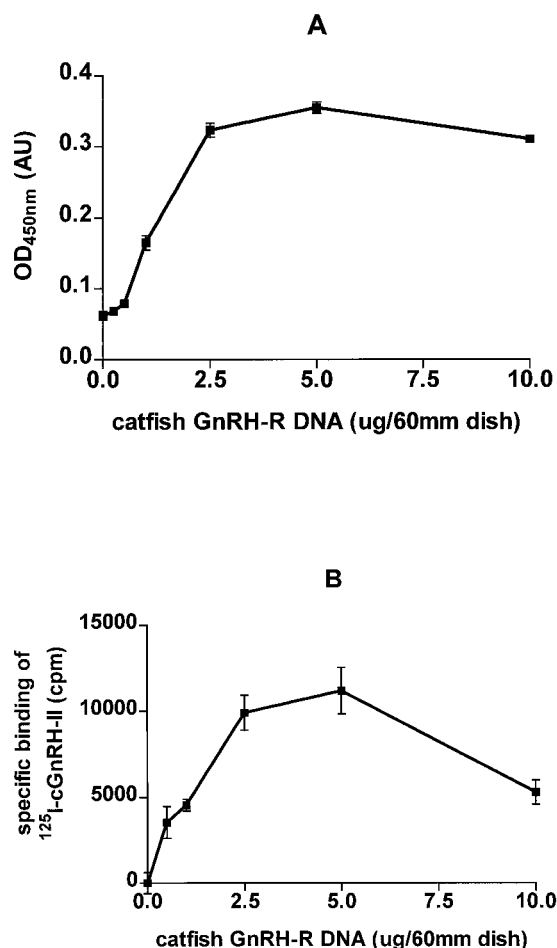 A
0.4
0.3
0.2
0.1
0.0
OD450nm (AU)
0.0 2.5 5.0 7.5 10.0
catfish GnRH-R DNA (ug/60mm dish)
B
15000
10000
5000
0
specific binding of
125I-cGnRH-II (cpm)
0.0 2.5 5.0 7.5 10.0
catfish GnRH-R DNA (ug/60mm dish)